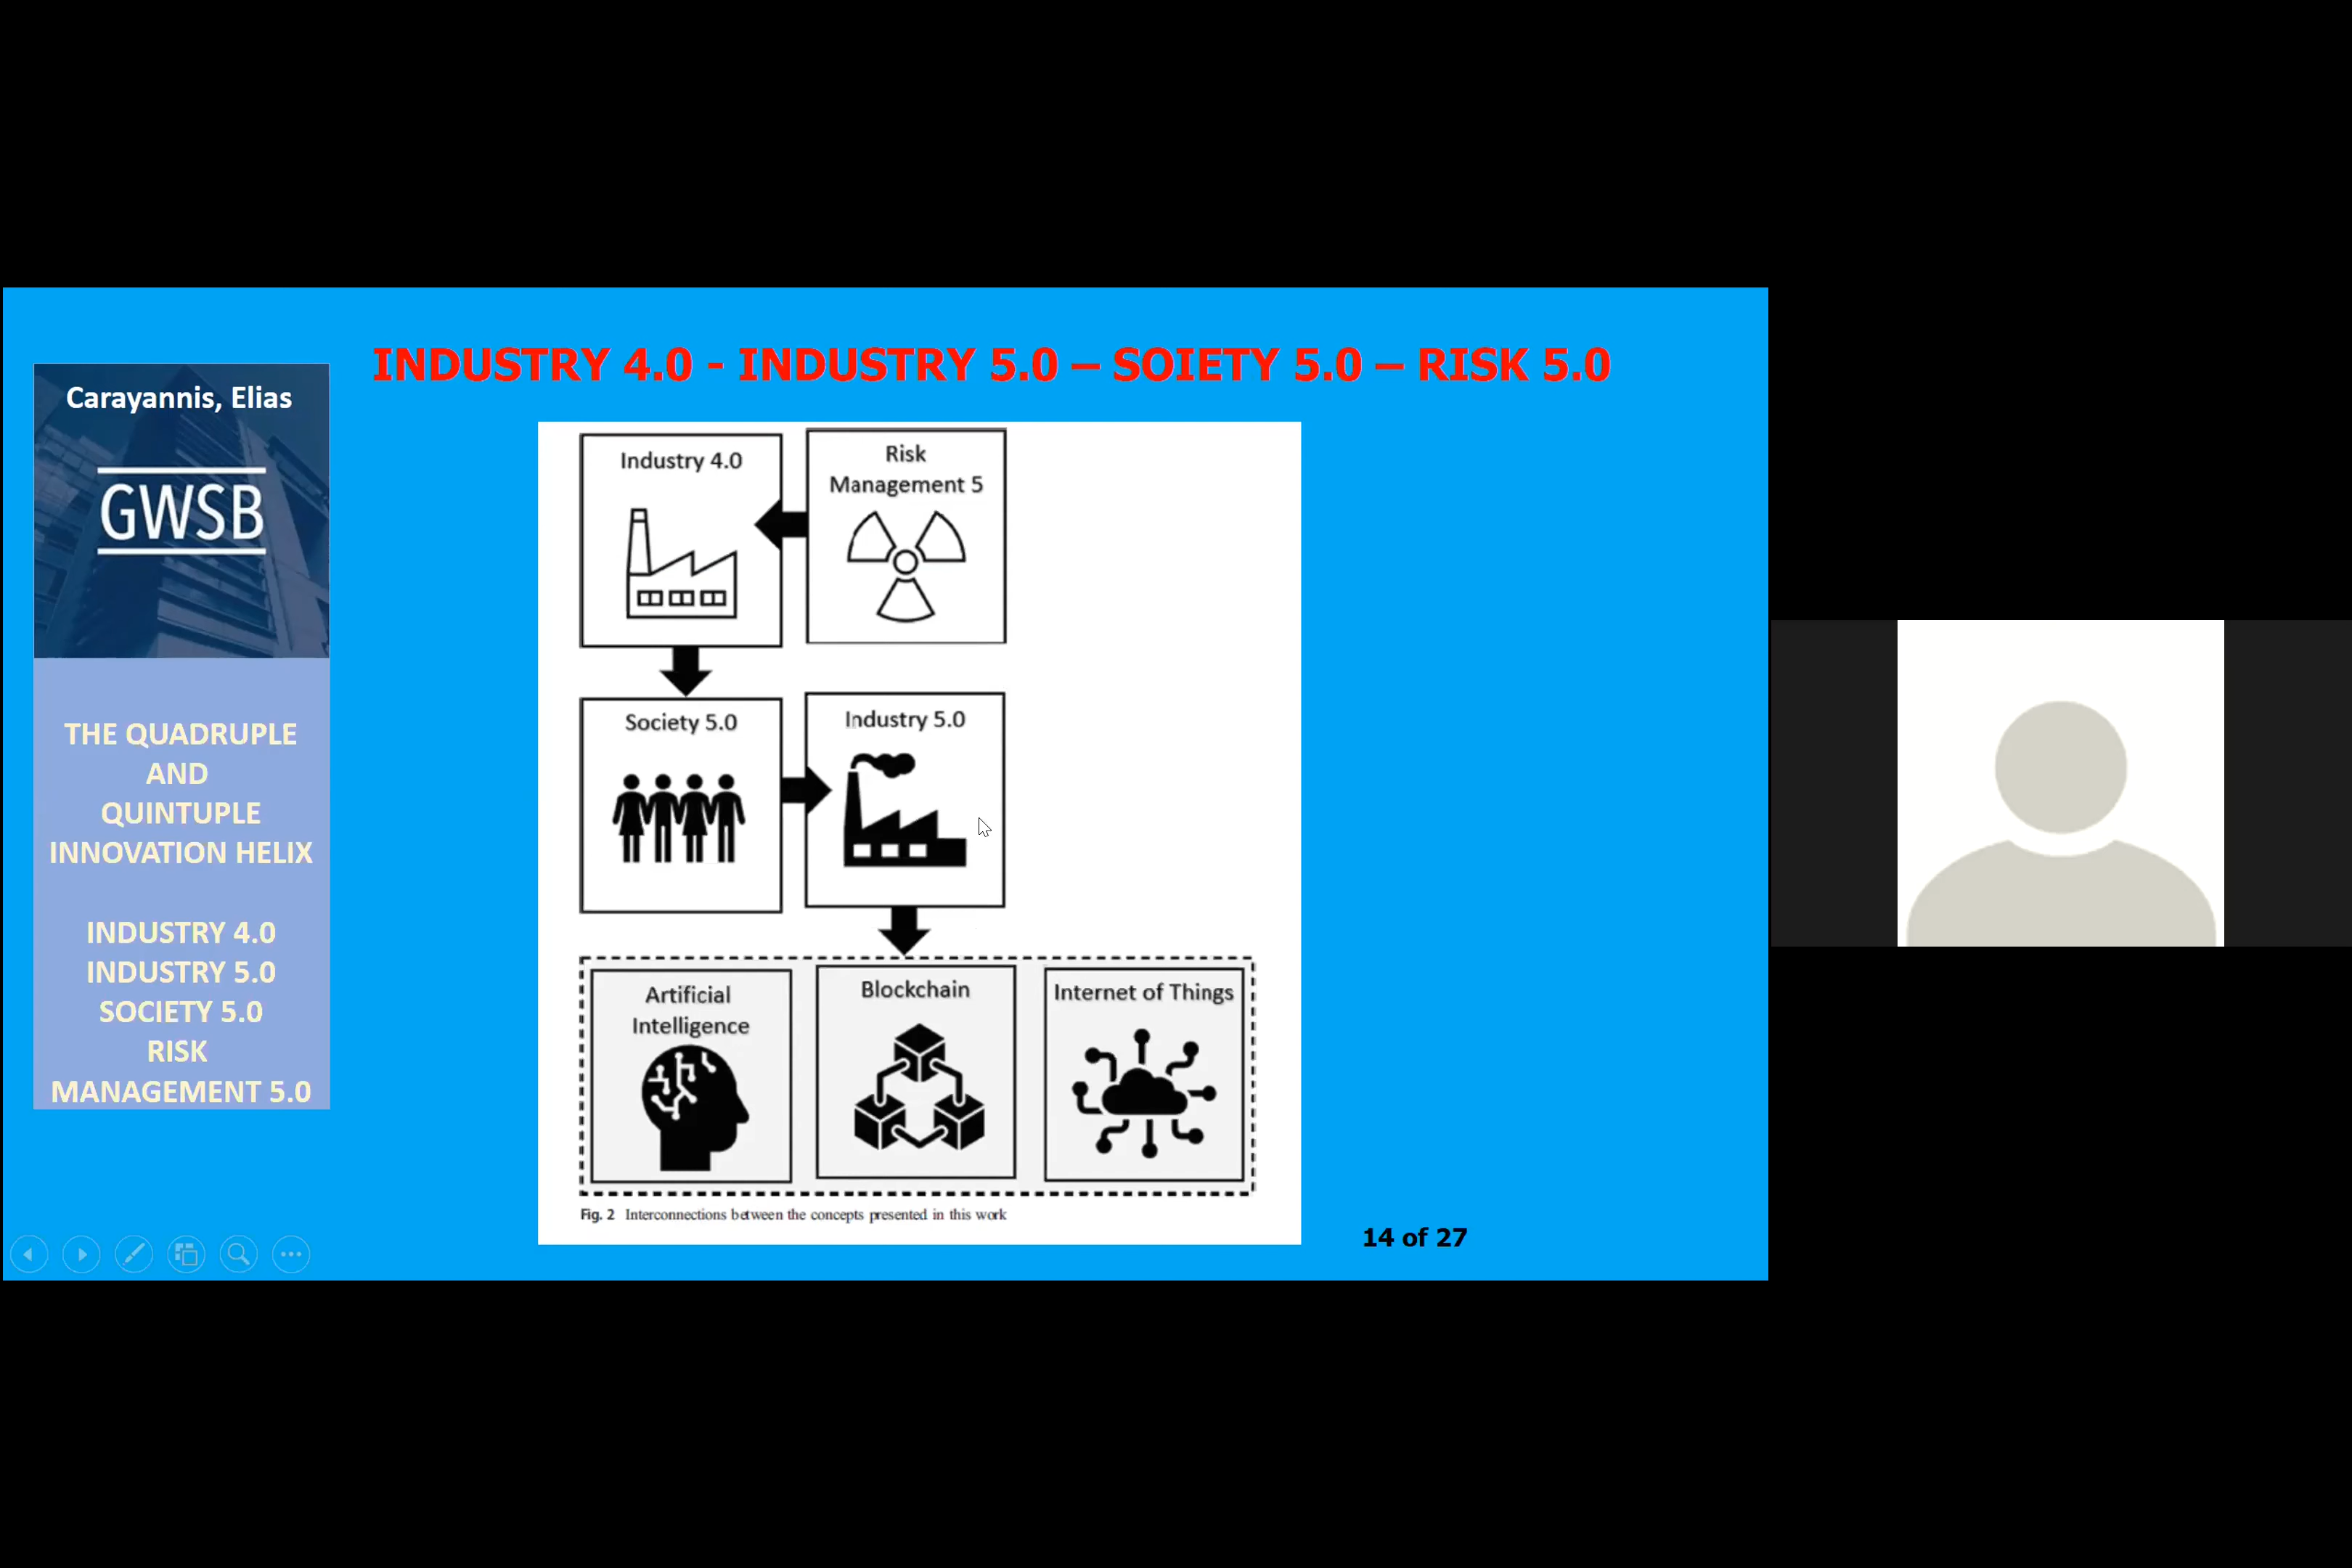 INDUSTRY 4.0 - INDUSTRY 5.0 – SOIETY 5.0 – RISK 5.0
Carayannis, Elias
GWSB
THE QUADRUPLE
AND
QUINTUPLE
INNOVATION HELIX
INDUSTRY 4.0
INDUSTRY 5.0
SOCIETY 5.0
RISK
MANAGEMENT 5.0
Industry 4.0
Risk
Management 5
Society 5.0
Industry 5.0
Artificial
Intelligence
Blockchain
Internet of Things
Fig. 2 Interconnections between the concepts presented in this work
14 of 27